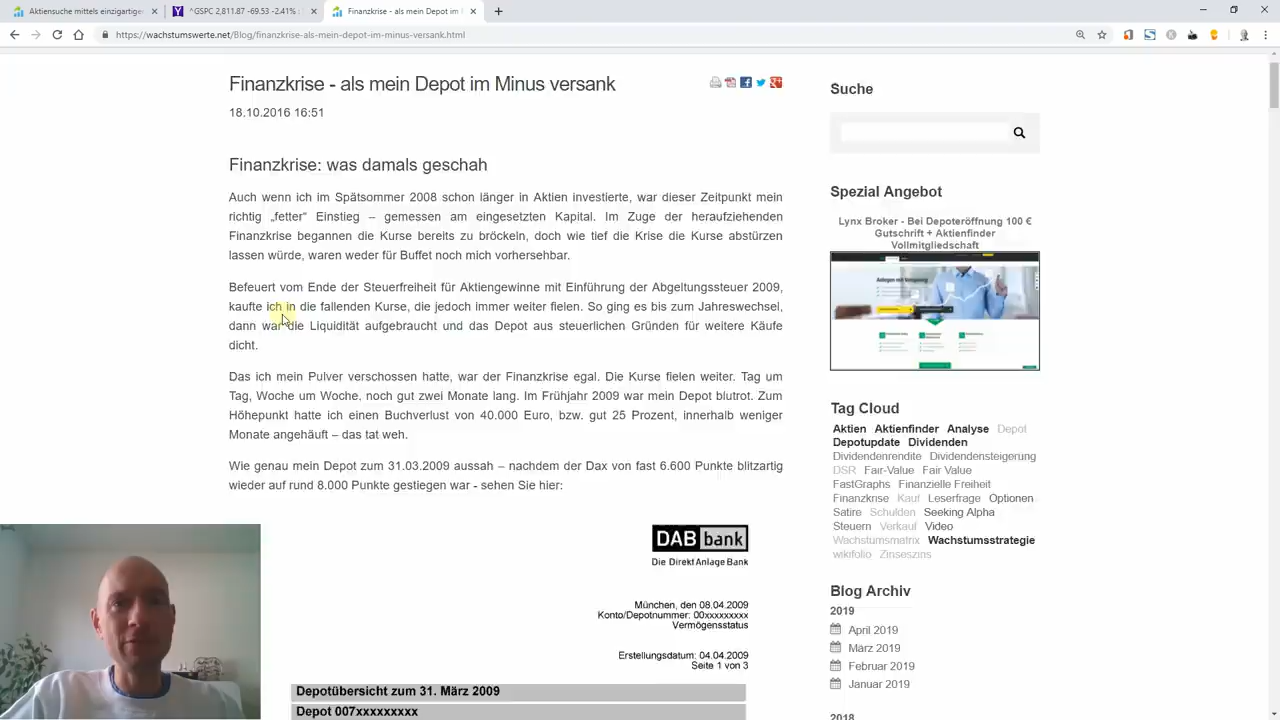 Aktiensuche mittels einzigartiger
^GSPC 2,811.87 -69.53 -2.41% :
Finanzkrise - als mein Depot im
https://wachstumswerte.net/Blog/finanzkrise-als-mein-depot-im-minus-versank.html
Finanzkrise - als mein Depot im Minus versank
18.10.2016 16:51
Finanzkrise: was damals geschah
Auch wenn ich im Spätsommer 2008 schon länger in Aktien investierte, war dieser Zeitpunkt mein
richtig „fetter“ Einstieg – gemessen am eingesetzten Kapital. Im Zuge der heraufziehenden
Finanzkrise begannen die Kurse bereits zu bröckeln, doch wie tief die Krise die Kurse abstürzen
lassen würde, waren weder für Buffet noch mich vorhersehbar.
Befeuert vom Ende der Steuerfreiheit für Aktiengewinne mit Einführung der Abgeltungssteuer 2009,
kaufte ich in die fallenden Kurse, die jedoch immer weiter fielen. So ging es bis zum Jahreswechsel,
dann war die Liquidität aufgebraucht und das Depot aus steuerlichen Gründen für weitere Käufe
dicht.
Das ich mein Pulver verschossen hatte, war der Finanzkrise egal. Die Kurse fielen weiter. Tag um
Tag, Woche um Woche, noch gut zwei Monate lang. Im Frühjahr 2009 war mein Depot blutrot. Zum
Höhepunkt hatte ich einen Buchverlust von 40.000 Euro, bzw. gut 25 Prozent, innerhalb weniger
Monate angehäuft – das tat weh.
Wie genau mein Depot zum 31.03.2009 aussah – nachdem der Dax von fast 6.600 Punkte blitzartig
wieder auf rund 8.000 Punkte gestiegen war - sehen Sie hier:
DAB bank
Die DirektAnlageBank
München, den 08.04.2009
Konto/Depotnummer: 00xxxxxxxxx
Vermögensstatus
Erstellungsdatum: 04.04.2009
Seite 1 von 3
Depotübersicht zum 31. März 2009
Depot 007xxxxxxxxx
Suche
Spezial Angebot
Lynx Broker - Bei Depoteröffnung 100 €
Gutschrift + Aktienfinder
Vollmitgliedschaft
Tag Cloud
Aktien Aktienfinder Analyse Depot
Depotupdate Dividenden
Dividendenrendite Dividendensteigerung
DSR Fair-Value Fair Value
FastGraphs Finanzielle Freiheit
Finanzkrise Kauf Leserfrage Optionen
Satire Schulden Seeking Alpha
Steuern Verkauf Video
Wachstumsmatrix Wachstumsstrategie
wikifolio Zinseszins
Blog Archiv
2019
April 2019
März 2019
Februar 2019
Januar 2019
2018